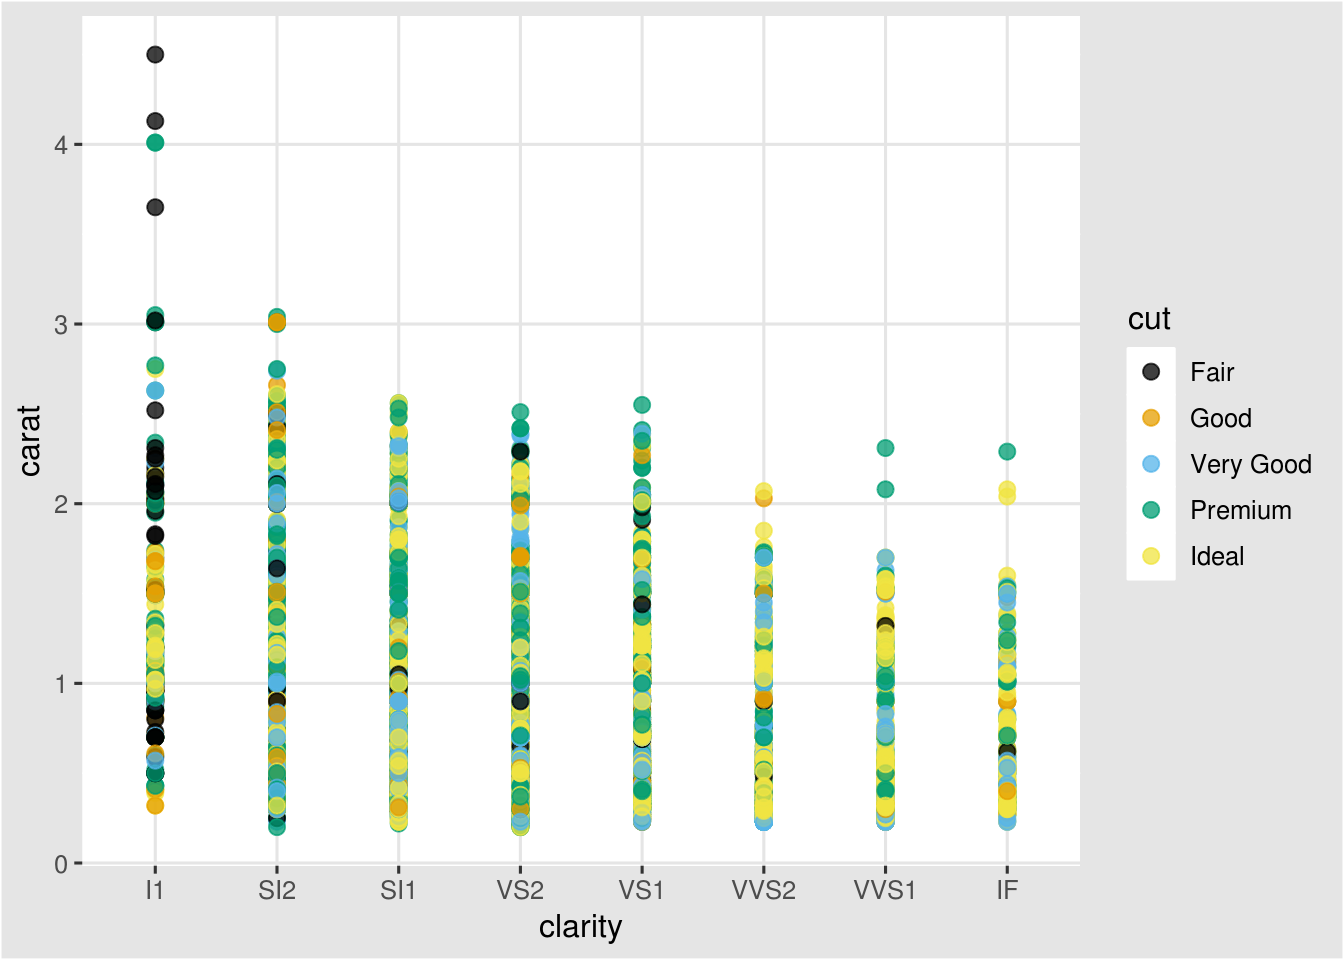 4
3
2
1
0
carat
I1 SI2 SI1 VS2 VS1 VVS2 VVS1 IF
clarity
cut
Fair
Good
Very Good
Premium
Ideal